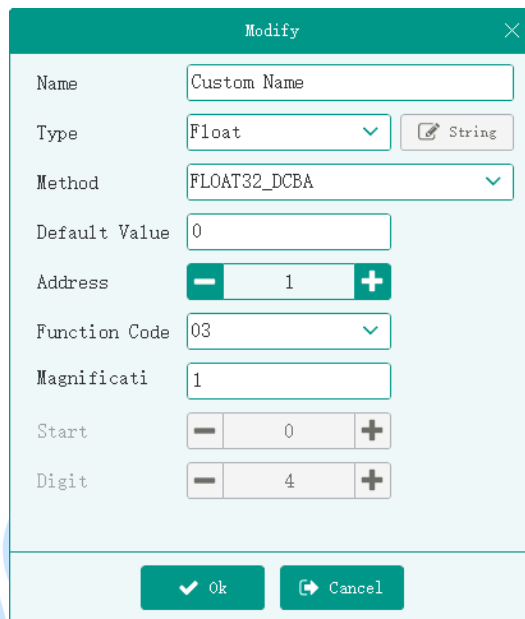 Modify
Name Custom Name
Type Float String
Method FLOAT32_DCBA
Default Value 0
Address 1
Function Code 03
Magnificati 1
Start 0
Digit 4
Ok Cancel